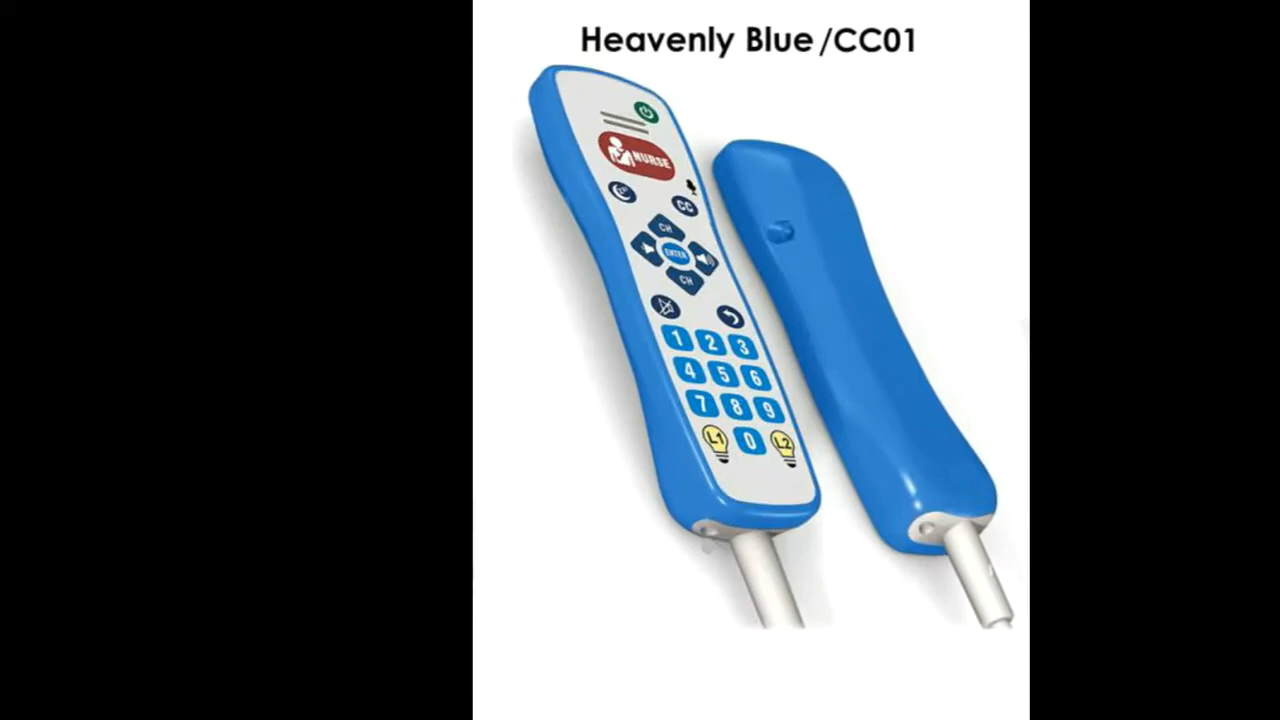 Heavenly Blue /CC01
NURSE
CC
CH
ENTER
CH
1 2 3
4 5 6
7 8 9
L1 0 L2